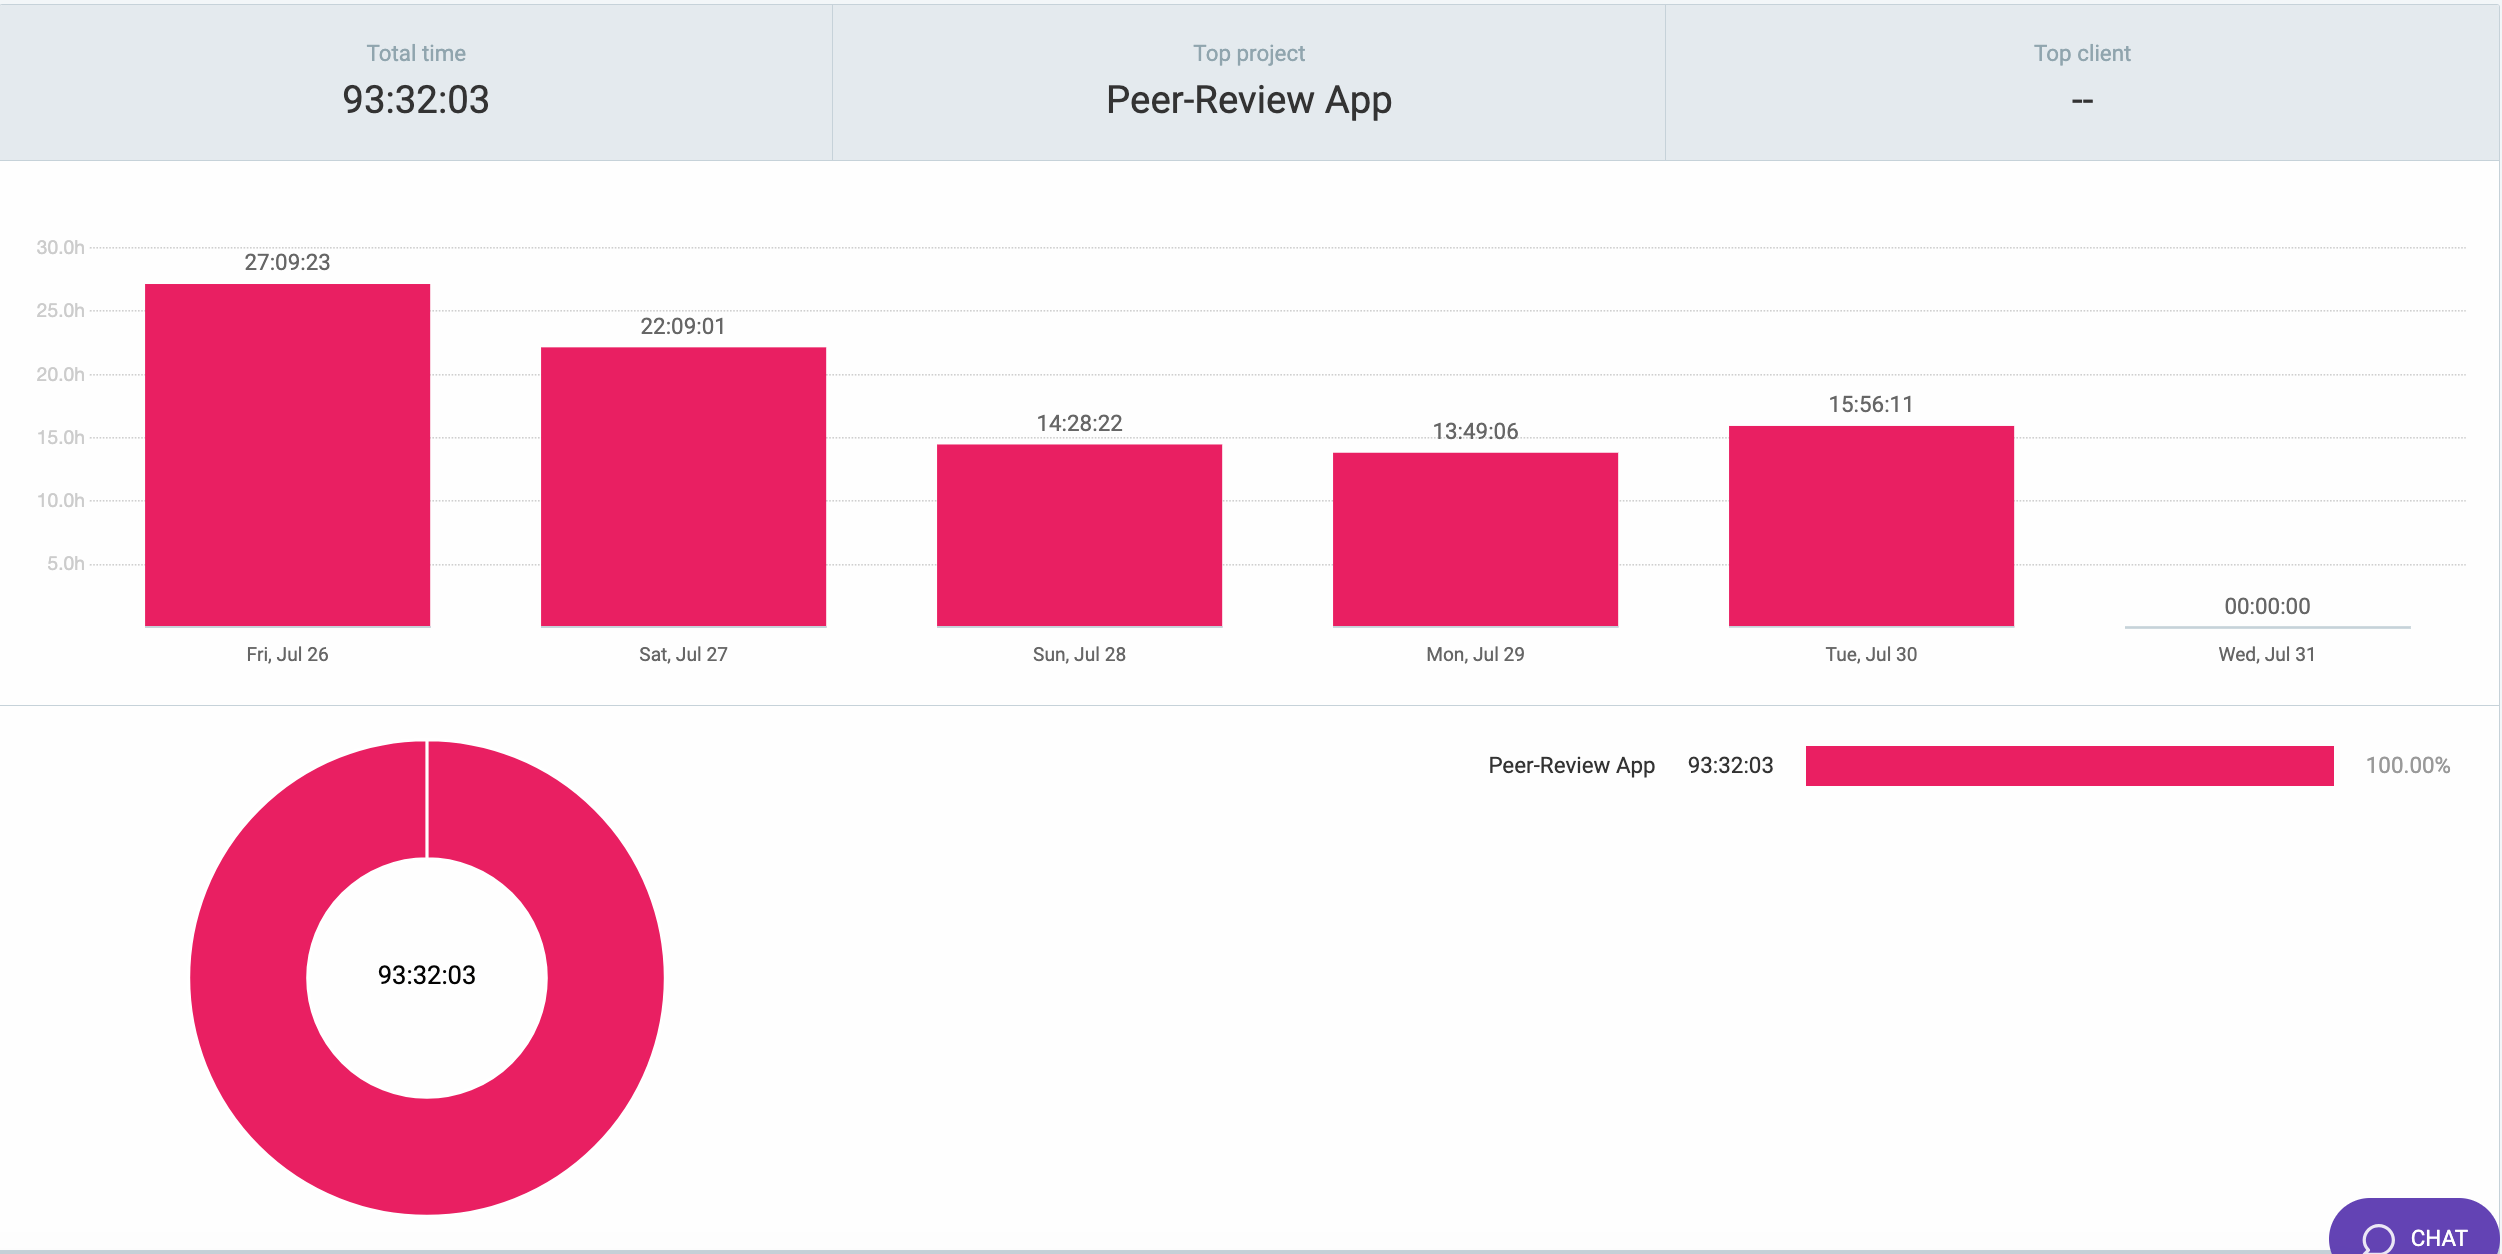 Total time
93:32:03
Top project
Peer-Review App
Top client
--
30.0h
25.0h
20.0h
15.0h
10.0h
5.0h
27:09:23
22:09:01
14:28:22
13:49:06
15:56:11
00:00:00
Fri, Jul 26
Sat, Jul 27
Sun, Jul 28
Mon, Jul 29
Tue, Jul 30
Wed, Jul 31
93:32:03
Peer-Review App 93:32:03 100.00%
CHAT